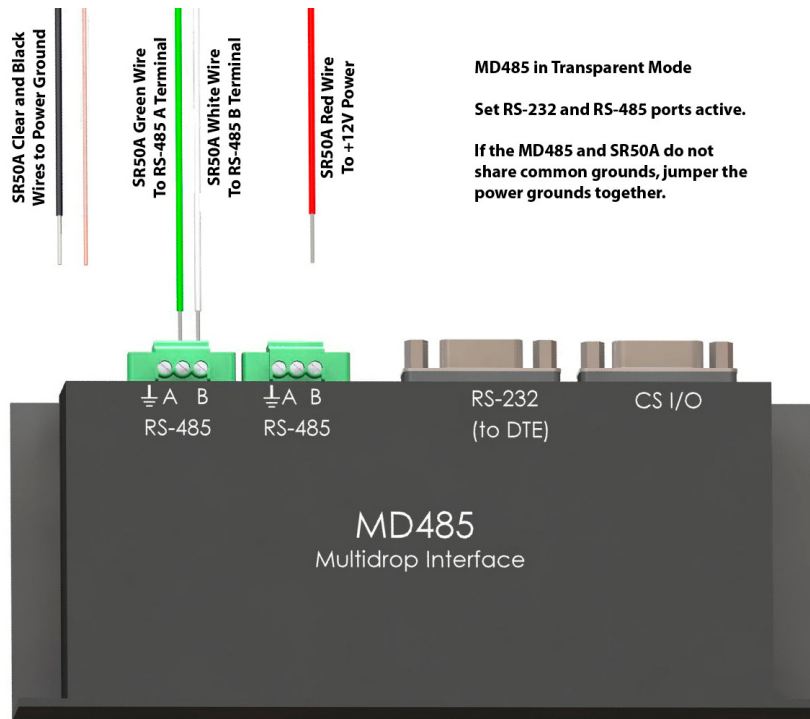 SR50A Clear and Black
Wires to Power Ground
SR50A Green Wire
To RS-485 A Terminal
SR50A White Wire
To RS-485 B Terminal
SR50A Red Wire
To +12V Power
MD485 in Transparent Mode
Set RS-232 and RS-485 ports active.
If the MD485 and SR50A do not
share common grounds, jumper the
power grounds together.
A B
RS-485
A B
RS-485
RS-232
(to DTE)
CS I/O
MD485
Multidrop Interface